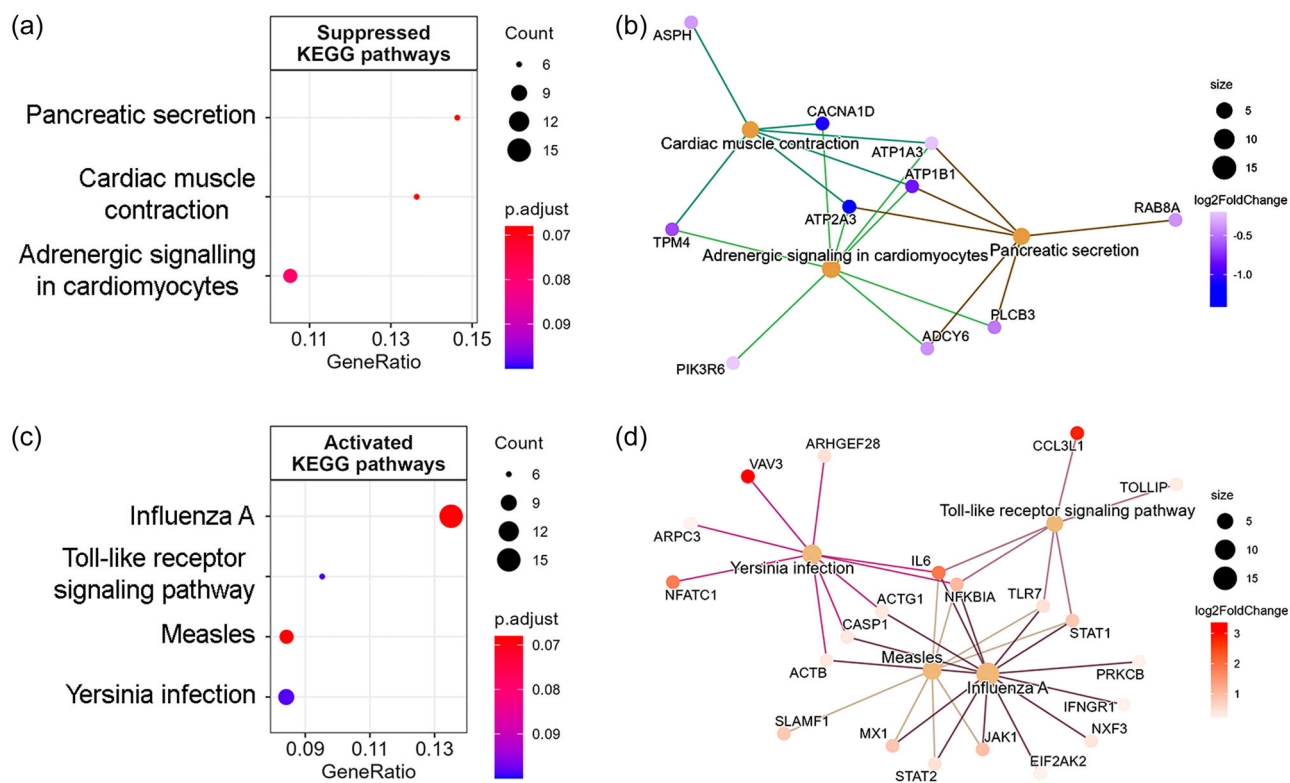 (a)
Suppressed
KEGG pathways
Pancreatic secretion
Cardiac muscle
contraction
Adrenergic signalling
in cardiomyocytes
0.11
0.13
0.15
GeneRatio
Count
6
9
12
15
p.adjust
0.07
0.08
0.09
(b)
ASPH
CACNA1D
Cardiac muscle contraction
ATP1A3
ATP1B1
ATP2A3
RAB8A
TPM4
Adrenergic signaling in cardiomyocytes
Pancreatic secretion
PLCB3
ADCY6
PIK3R6
size
5
10
15
log2FoldChange
-0.5
-1.0
(c)
Activated
KEGG pathways
Influenza A
Toll-like receptor
signaling pathway
Measles
Yersinia infection
0.09
0.11
0.13
GeneRatio
Count
6
9
12
15
p.adjust
0.07
0.08
0.09
(d)
CCL3L1
ARHGEF28
VAV3
TOLLIP
Toll-like receptor signaling pathway
ARPC3
Yersinia infection
IL6
NFATC1
NFKBIA
TLR7
ACTG1
CASP1
STAT1
Measles
ACTB
Influenza A
PRKCB
IFNGR1
SLAMF1
MX1
JAK1
NXF3
STAT2
EIF2AK2
size
5
10
15
log2FoldChange
3
2
1